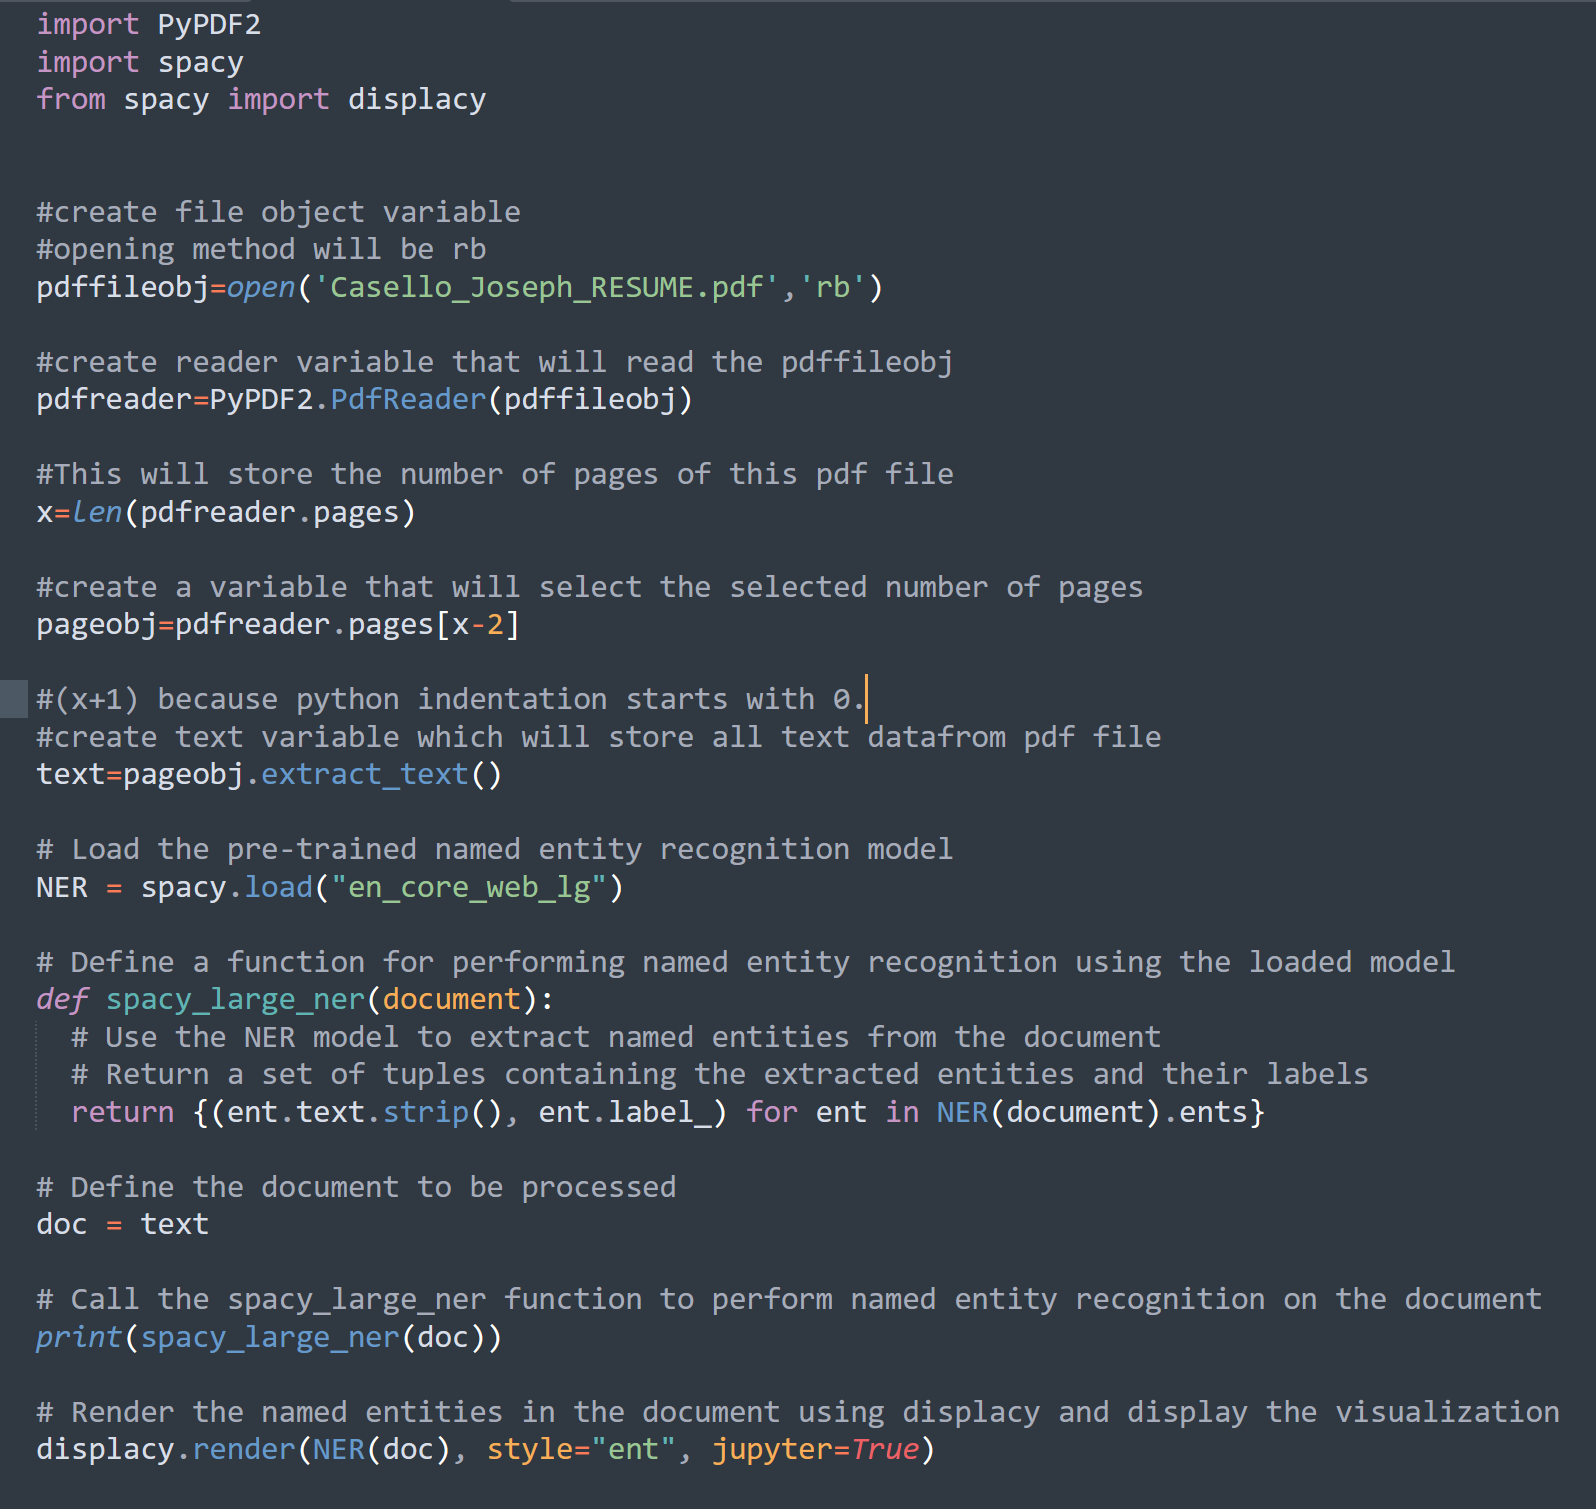 import PyPDF2
import spacy
from spacy import displacy
#create file object variable
#opening method will be rb
pdffileobj=open('Casello_Joseph_RESUME.pdf','rb')
#create reader variable that will read the pdffileobj
pdfreader=PyPDF2.PdfReader(pdffileobj)
#This will store the number of pages of this pdf file
x=len(pdfreader.pages)
#create a variable that will select the selected number of pages
pageobj=pdfreader.pages[x-2]
#(x+1) because python indentation starts with 0.
#create text variable which will store all text datafrom pdf file
text=pageobj.extract_text()
# Load the pre-trained named entity recognition model
NER = spacy.load("en_core_web_lg")
# Define a function for performing named entity recognition using the loaded model
def spacy_large_ner(document):
  # Use the NER model to extract named entities from the document
  # Return a set of tuples containing the extracted entities and their labels
  return {(ent.text.strip(), ent.label_) for ent in NER(document).ents}
# Define the document to be processed
doc = text
# Call the spacy_large_ner function to perform named entity recognition on the document
print(spacy_large_ner(doc))
# Render the named entities in the document using displacy and display the visualization
displacy.render(NER(doc), style="ent", jupyter=True)